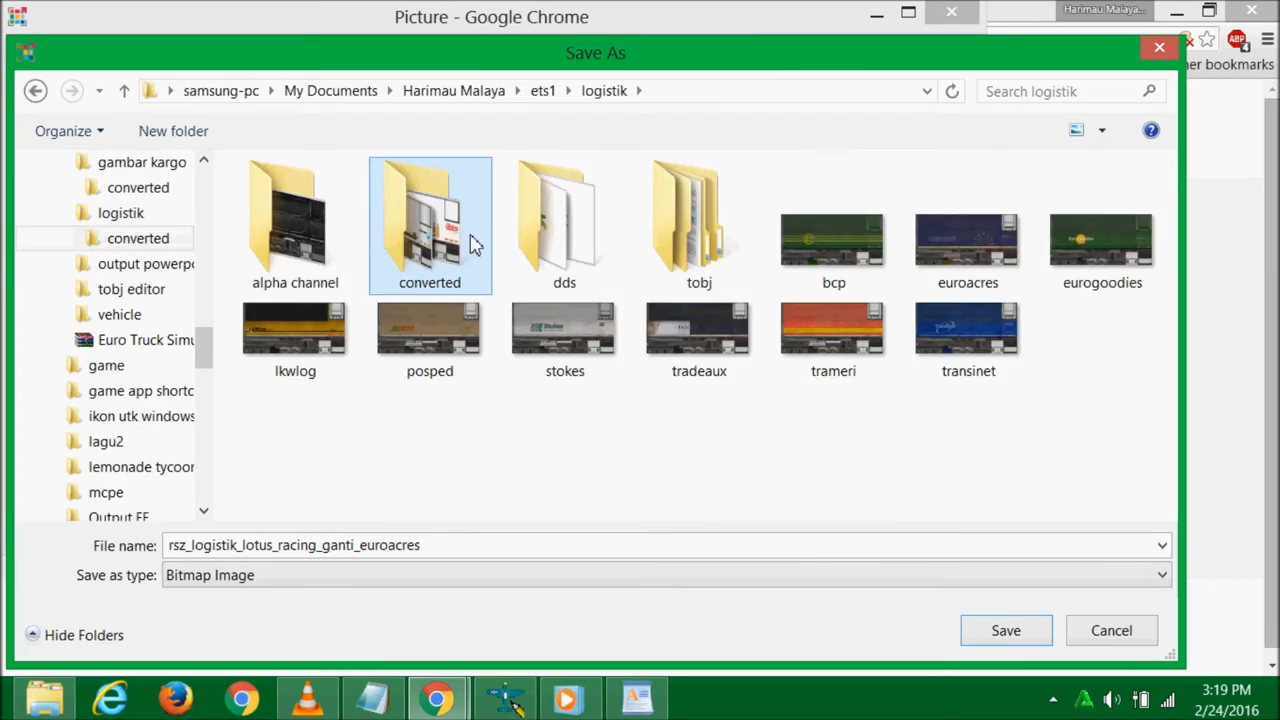 Picture - Google Chrome
Harimau Malaya...
Save As
ABP
4
samsung-pc
My Documents
Harimau Malaya
ets1
logistik
Search logistik
her bookmarks
Organize
New folder
gambar kargo
converted
logistik
converted
output powerpo
tobj editor
vehicle
Euro Truck Simu
game
game app shortc
ikon utk windows
lagu2
lemonade tycoon
mcpe
Output FF
alpha channel
converted
dds
tobj
bcp
euroacres
eurogoodies
lkwlog
posped
stokes
tradeaux
trameri
transinet
File name:
rsz_logistik_lotus_racing_ganti_euroacres
Save as type:
Bitmap Image
Hide Folders
Save
Cancel
3:19 PM
2/24/2016